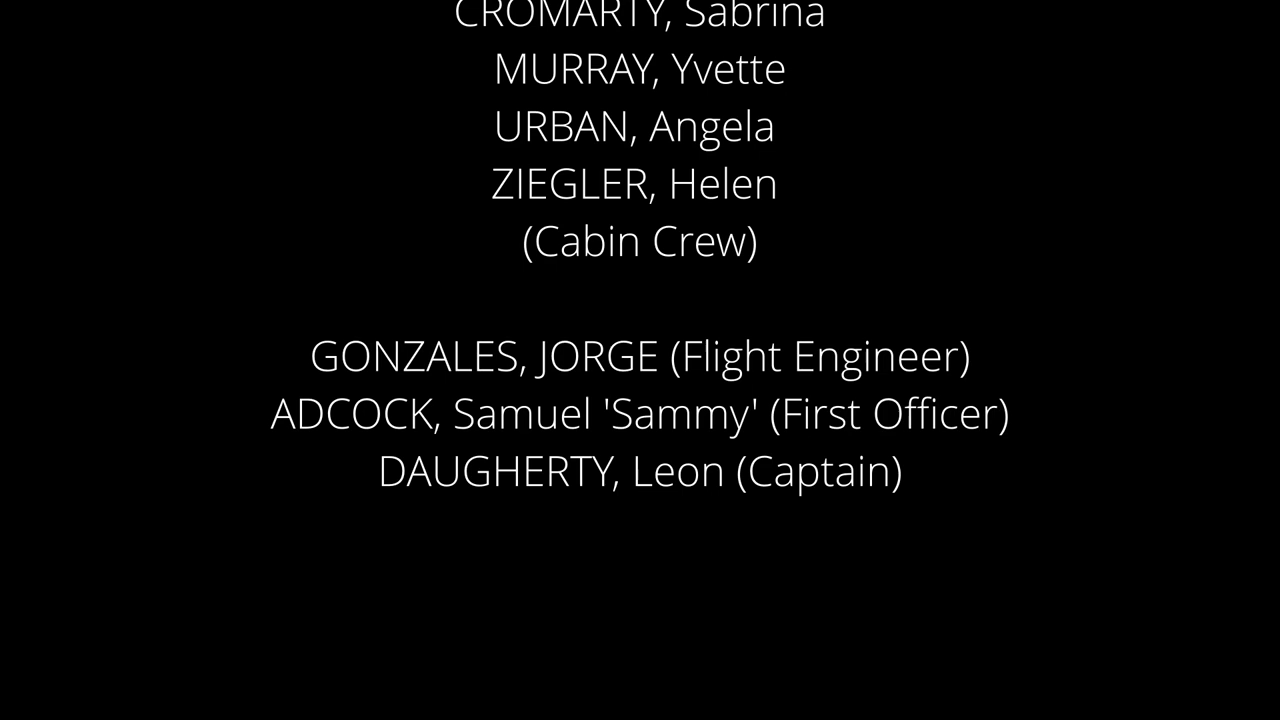 CROMARTY, Sabrina
MURRAY, Yvette
URBAN, Angela
ZIEGLER, Helen
(Cabin Crew)
GONZALES, JORGE (Flight Engineer)
ADCOCK, Samuel 'Sammy' (First Officer)
DAUGHERTY, Leon (Captain)